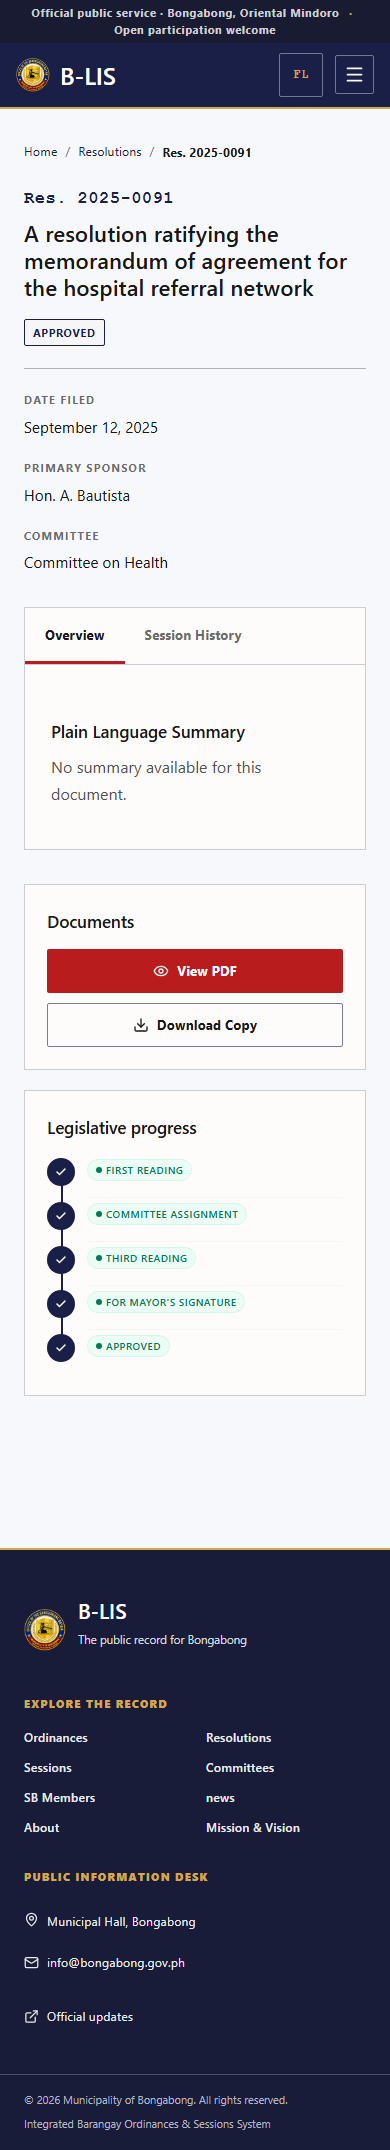 Official public service · Bongabong, Oriental Mindoro ·
Open participation welcome
B-LIS
FL
Home / Resolutions / Res. 2025-0091
Res. 2025-0091
A resolution ratifying the
memorandum of agreement for
the hospital referral network
APPROVED
DATE FILED
September 12, 2025
PRIMARY SPONSOR
Hon. A. Bautista
COMMITTEE
Committee on Health
Overview Session History
Plain Language Summary
No summary available for this
document.
Documents
View PDF
Download Copy
Legislative progress
FIRST READING
COMMITTEE ASSIGNMENT
THIRD READING
FOR MAYOR'S SIGNATURE
APPROVED
B-LIS
The public record for Bongabong
EXPLORE THE RECORD
Ordinances Resolutions
Sessions Committees
SB Members news
About Mission & Vision
PUBLIC INFORMATION DESK
Municipal Hall, Bongabong
info@bongabong.gov.ph
Official updates
© 2026 Municipality of Bongabong. All rights reserved.
Integrated Barangay Ordinances & Sessions System